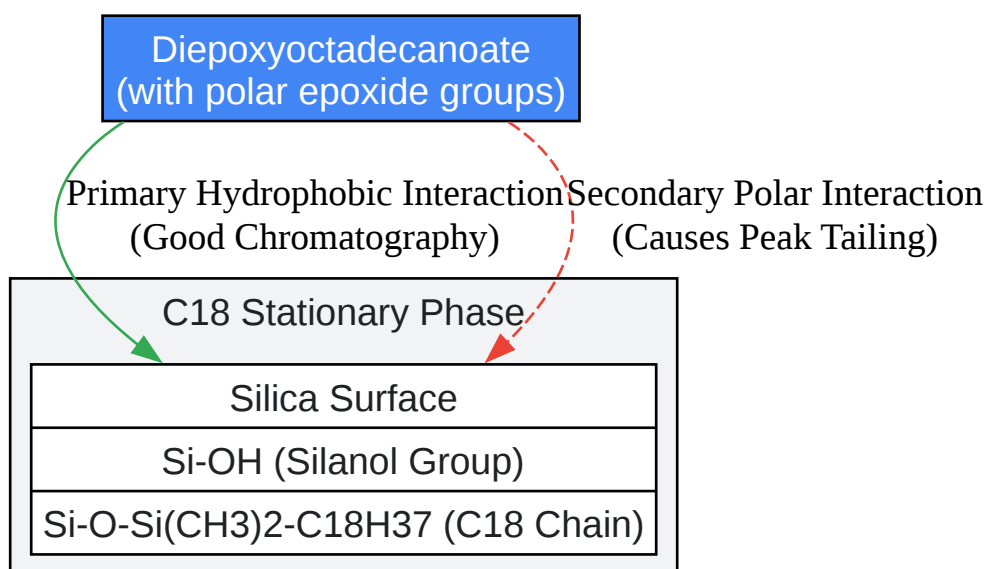 Diepoxyoctadecanoate
(with polar epoxide groups)
Primary Hydrophobic Interaction
(Good Chromatography)
Secondary Polar Interaction
(Causes Peak Tailing)
C18 Stationary Phase
Silica Surface
Si-OH (Silanol Group)
Si-O-Si(CH3)2-C18H37 (C18 Chain)